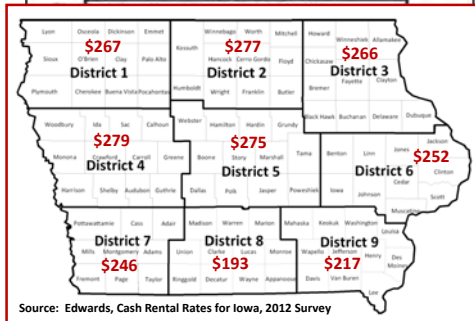 Lyon Osceola Dickinson Emmet
$267
Sioux O'Brien Clay Palo Alto
District 1
Plymouth Cherokee Buena Vista Pocahontas
Winnebago Worth Mitchell
Kossuth $277
Hancock Cerro Gordo Floyd
District 2
Humboldt Wright Franklin Butler
Howard Winneshiek Allamakee
$266
Chickasaw
District 3
Fayette Clayton
Bremer
Black Hawk Buchanan Delaware Dubuque
Woodbury Ida Sac Calhoun
$279
Monona Crawford Carroll Greene
District 4
Harrison Shelby Audubon Guthrie
Webster Hamilton Hardin Grundy
$275
Boone Story Marshall Tama
District 5
Dallas Polk Jasper Poweshiek
Jackson
Benton Linn Jones $252
District 6 Clinton
Cedar
Iowa Johnson Scott
Muscatine
Pottawattamie Cass Adair
District 7
Mills Montgomery Adams
$246
Fremont Page Taylor
Madison Warren Marion
District 8
Union Clarke Lucas Monroe
$193
Ringgold Decatur Wayne Appanoose
Mahaska Keokuk Washington
Louisa
District 9
Wapello Jefferson Henry Des Moines
$217
Davis Van Buren
Lee
Source: Edwards, Cash Rental Rates for Iowa, 2012 Survey